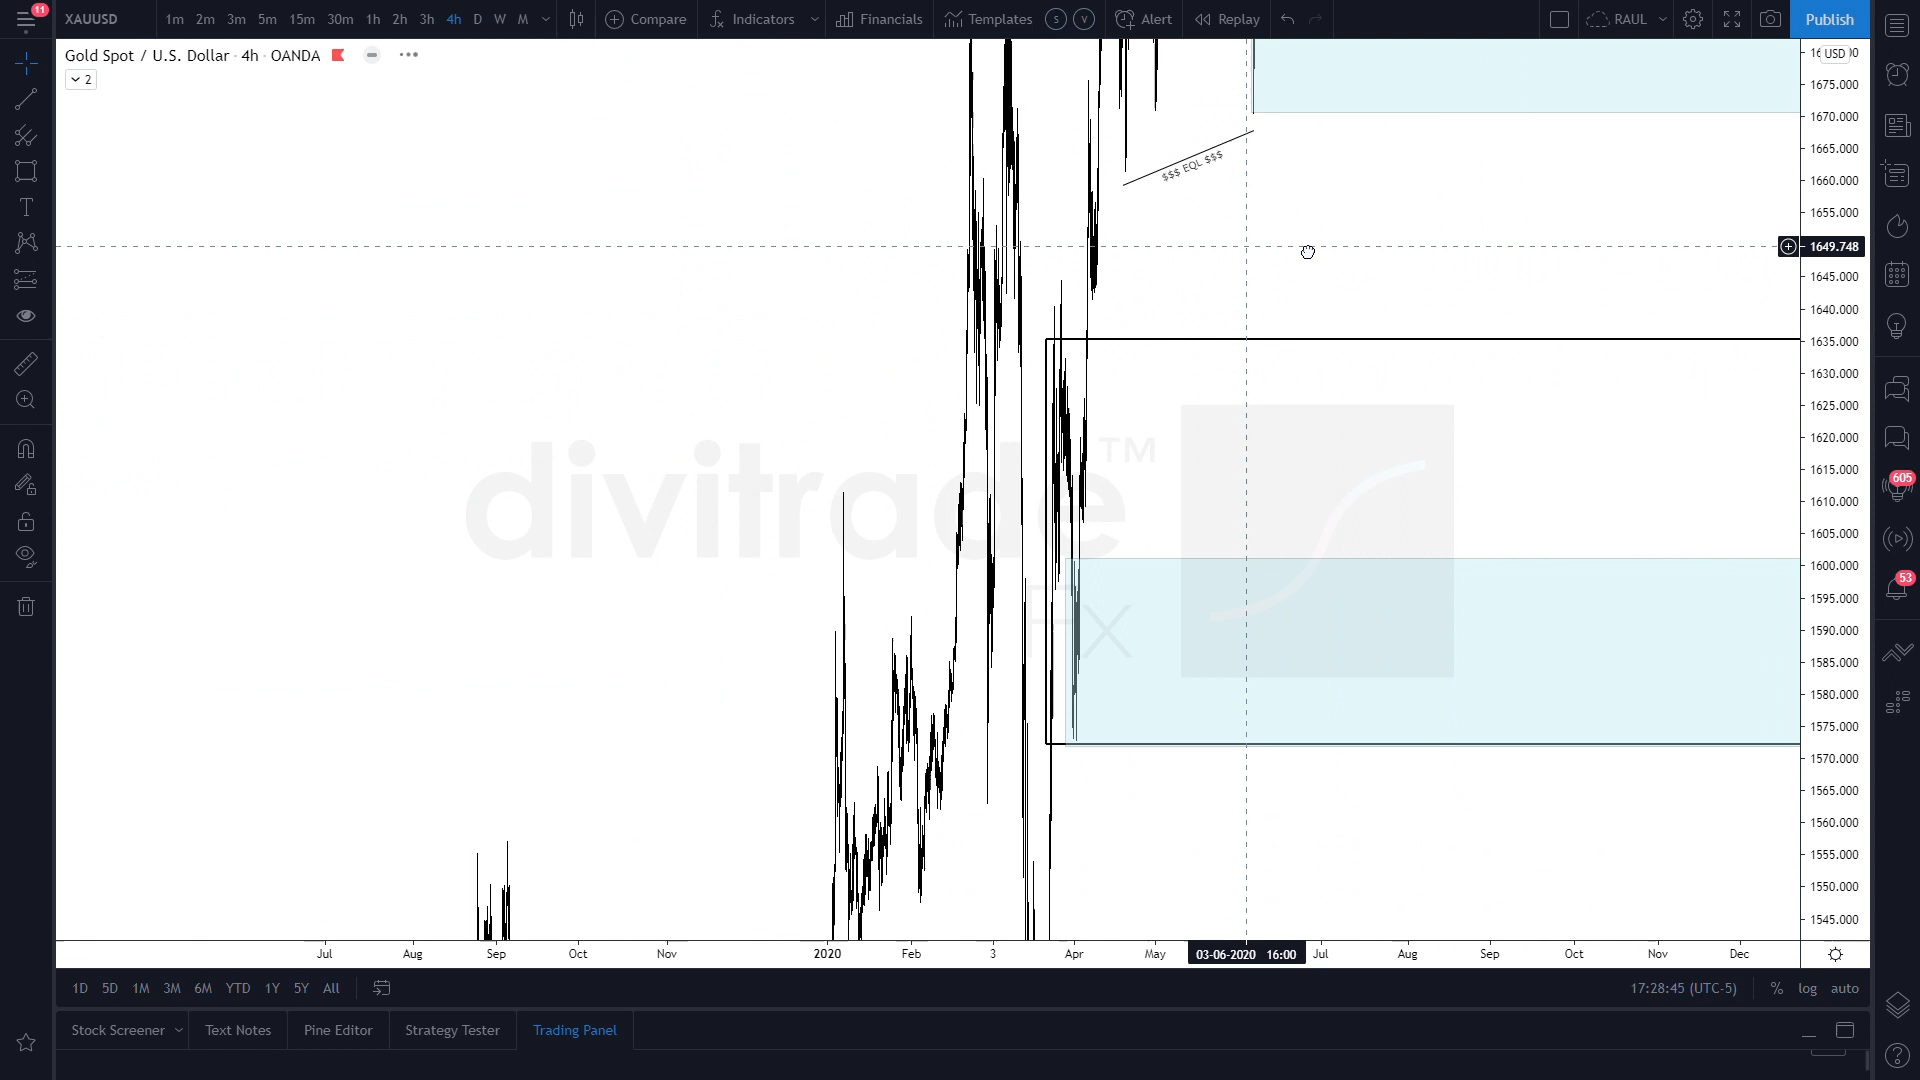 11
XAUUSD
1m 2m 3m 5m 15m 30m 1h 2h 3h 4h D W M
Compare
Indicators
Financials
Templates
S
V
Alert
Replay
RAUL
Publish
Gold Spot / U.S. Dollar · 4h · OANDA
2
USD
1675.000
1670.000
1665.000
1660.000
1655.000
1649.748
1645.000
1640.000
1635.000
1630.000
1625.000
1620.000
1615.000
1610.000
1605.000
1600.000
1595.000
1590.000
1585.000
1580.000
1575.000
1570.000
1565.000
1560.000
1555.000
1550.000
1545.000
$$$ EQL $$$
divitrade™
FX
605
53
Jul Aug Sep Oct Nov 2020 Feb 3 Apr May 03-06-2020 16:00 Jul Aug Sep Oct Nov Dec
1D 5D 1M 3M 6M YTD 1Y 5Y All
17:28:45 (UTC-5) % log auto
Stock Screener Text Notes Pine Editor Strategy Tester Trading Panel